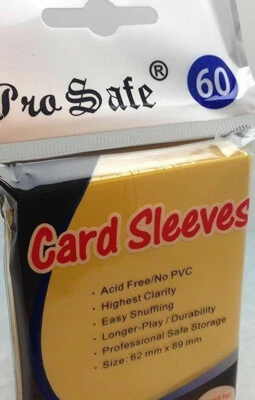 Pro Safe®
60
Card Sleeves
• Acid Free/No PVC
• Highest Clarity
• Easy Shuffling
• Longer-Play / Durability
• Professional Safe Storage
• Size: 62 mm x 89 mm
for